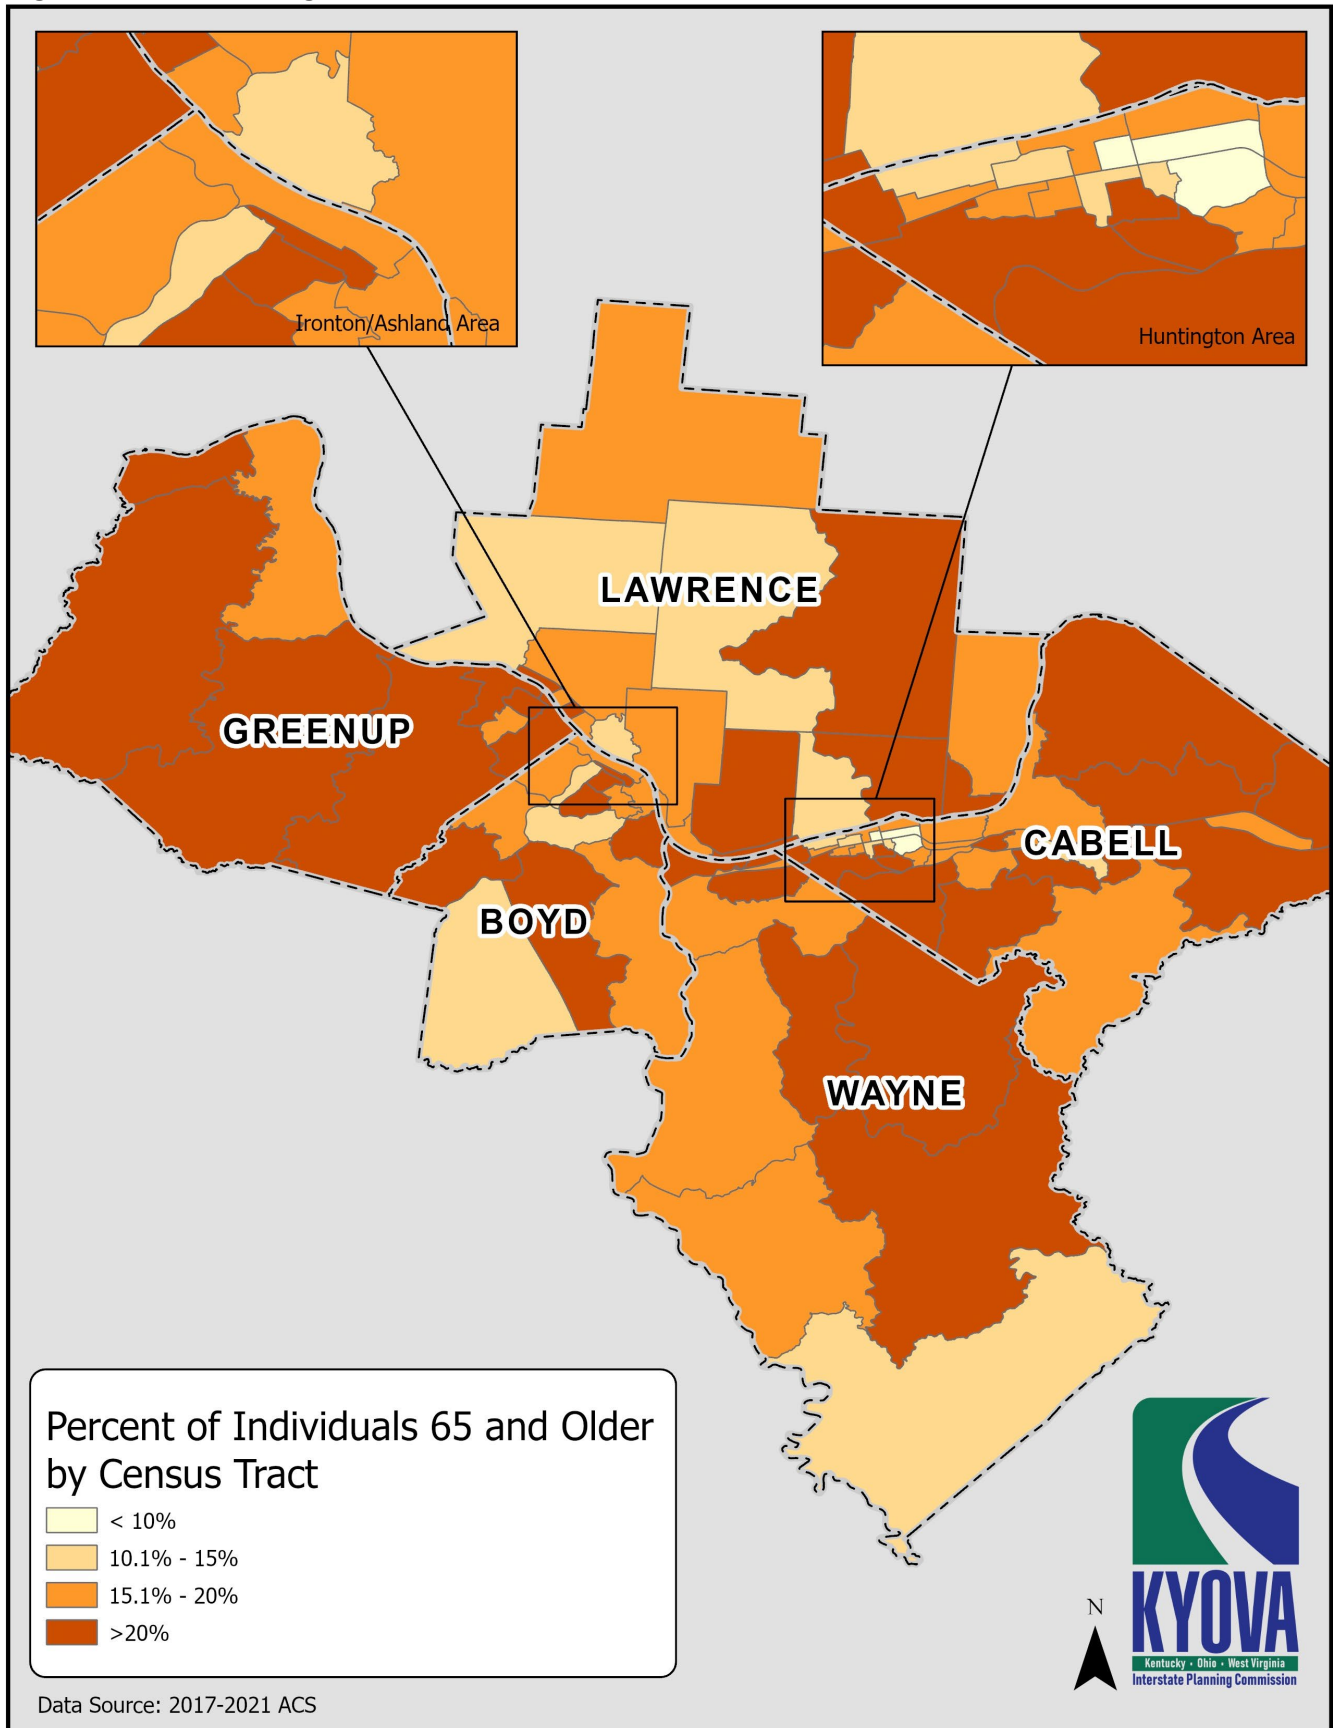 Ironton/Ashland Area
Huntington Area
LAWRENCE
GREENUP
CABELL
BOYD
WAYNE
Percent of Individuals 65 and Older
by Census Tract
< 10%
10.1% - 15%
15.1% - 20%
>20%
N
KYOVA
Kentucky • Ohio • West Virginia
Interstate Planning Commission
Data Source: 2017-2021 ACS